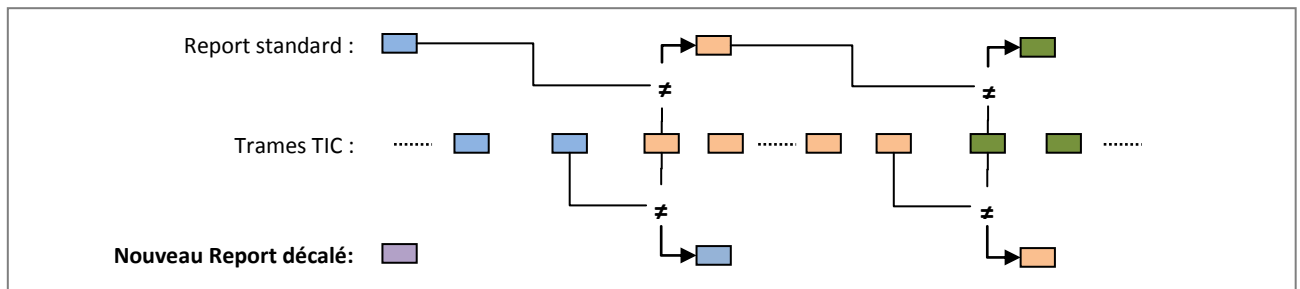 Report standard :
≠ ≠
Trames TIC : ........ ........ ........
≠ ≠
Nouveau Report décalé: